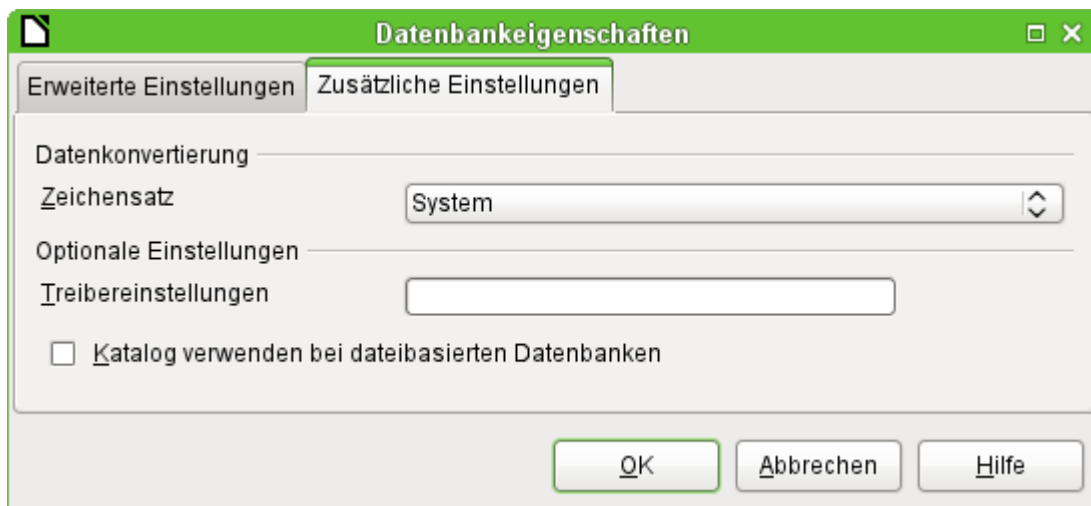 Datenbankeigenschaften
Erweiterte Einstellungen Zusätzliche Einstellungen
Datenkonvertierung
Zeichensatz System
Optionale Einstellungen
Treibereinstellungen
Katalog verwenden bei dateibasierten Datenbanken
OK Abbrechen Hilfe